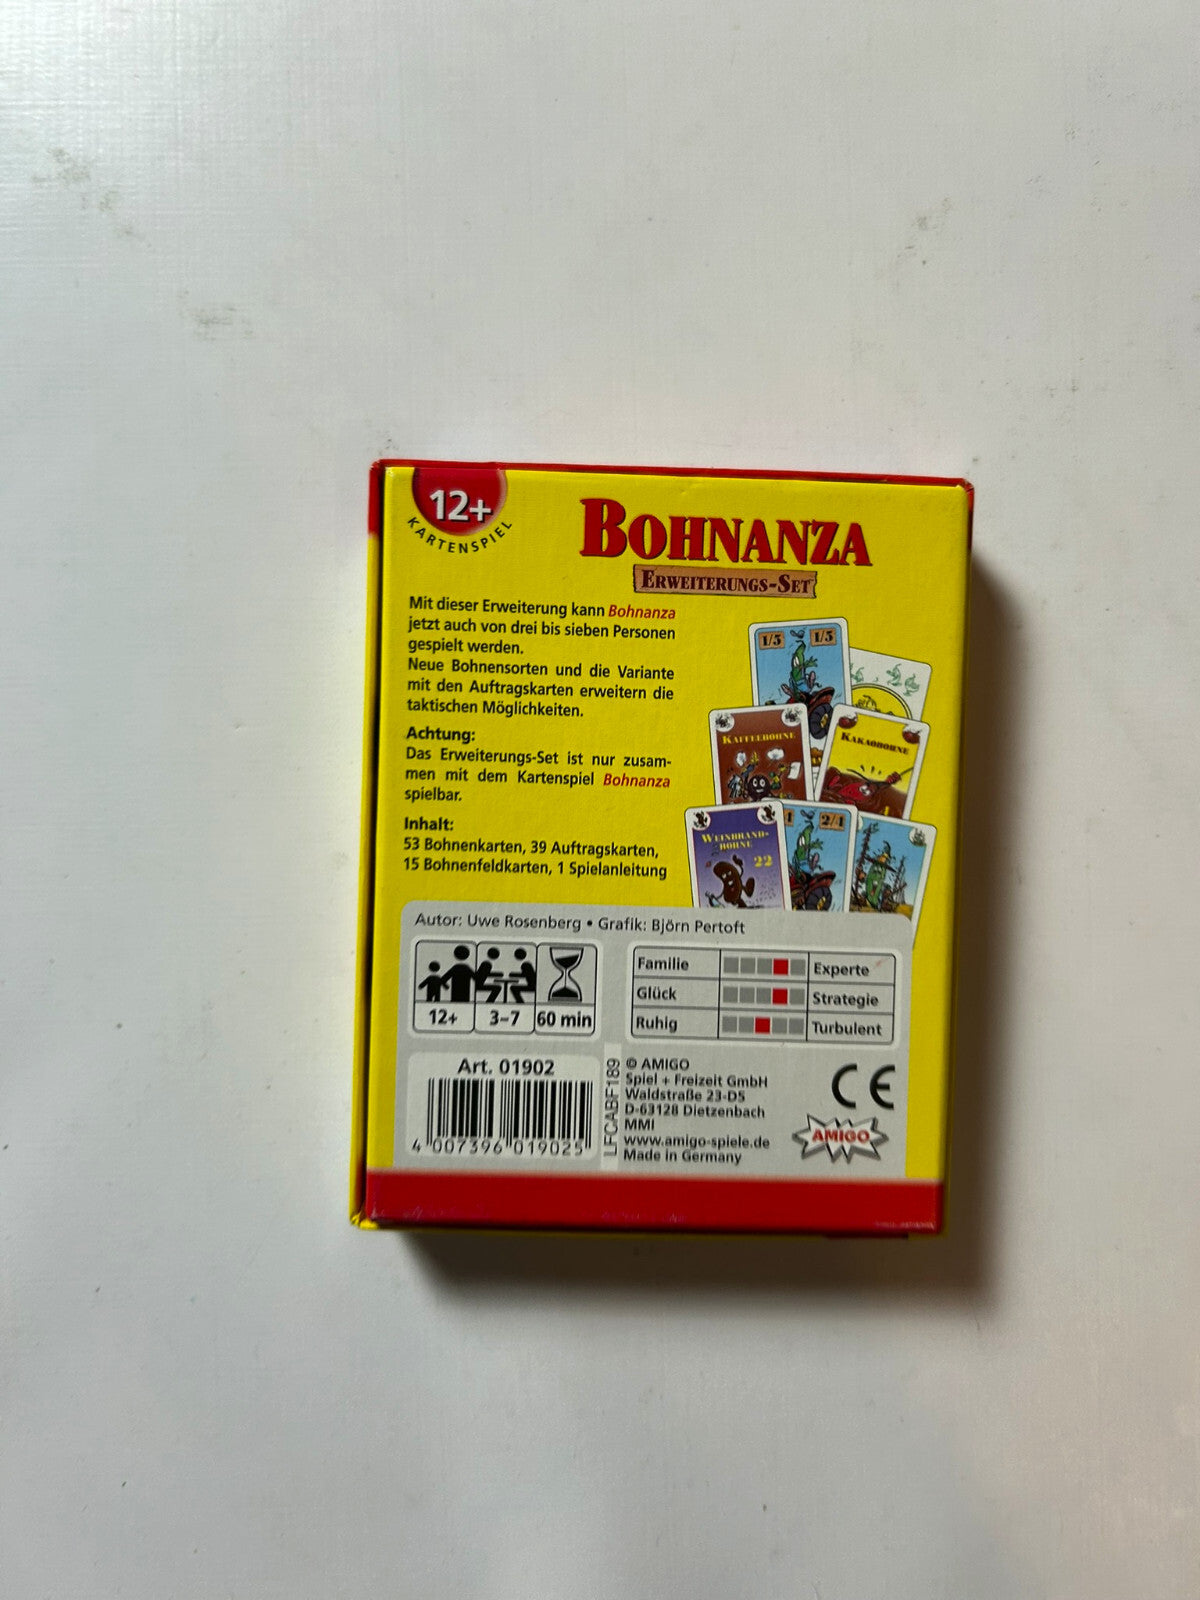 12+
KARTENSPIEL
BOHNANZA
ERWEITERUNGS-SET
Mit dieser Erweiterung kann Bohnanza
jetzt auch von drei bis sieben Personen
gespielt werden.
Neue Bohnensorten und die Variante
mit den Auftragskarten erweitern die
taktischen Möglichkeiten.
Achtung:
Das Erweiterungs-Set ist nur zusam-
men mit dem Kartenspiel Bohnanza
spielbar.
Inhalt:
53 Bohnenkarten, 39 Auftragskarten,
15 Bohnenfeldkarten, 1 Spielanleitung
1/3 1/3
KAFFEEBOHNE
KAKAOBOHNE
WEINBRAND-
BOHNE
22
2/1
Autor: Uwe Rosenberg • Grafik: Björn Pertoft
12+ 3–7 60 min
Familie Experte
Glück Strategie
Ruhig Turbulent
Art. 01902
4 007396 019025
LFCABF189
© AMIGO
Spiel + Freizeit GmbH
Waldstraße 23-D5
D-63128 Dietzenbach
MMI
www.amigo-spiele.de
Made in Germany
CE
AMIGO